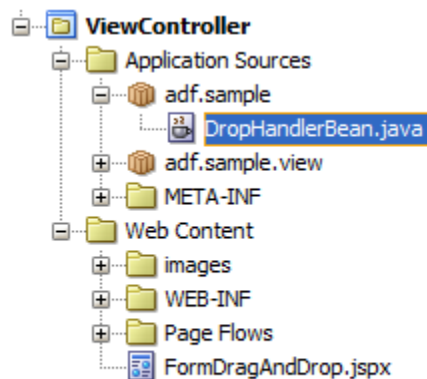 ViewController
Application Sources
adf.sample
DropHandlerBean.java
adf.sample.view
META-INF
Web Content
images
WEB-INF
Page Flows
FormDragAndDrop.jspx